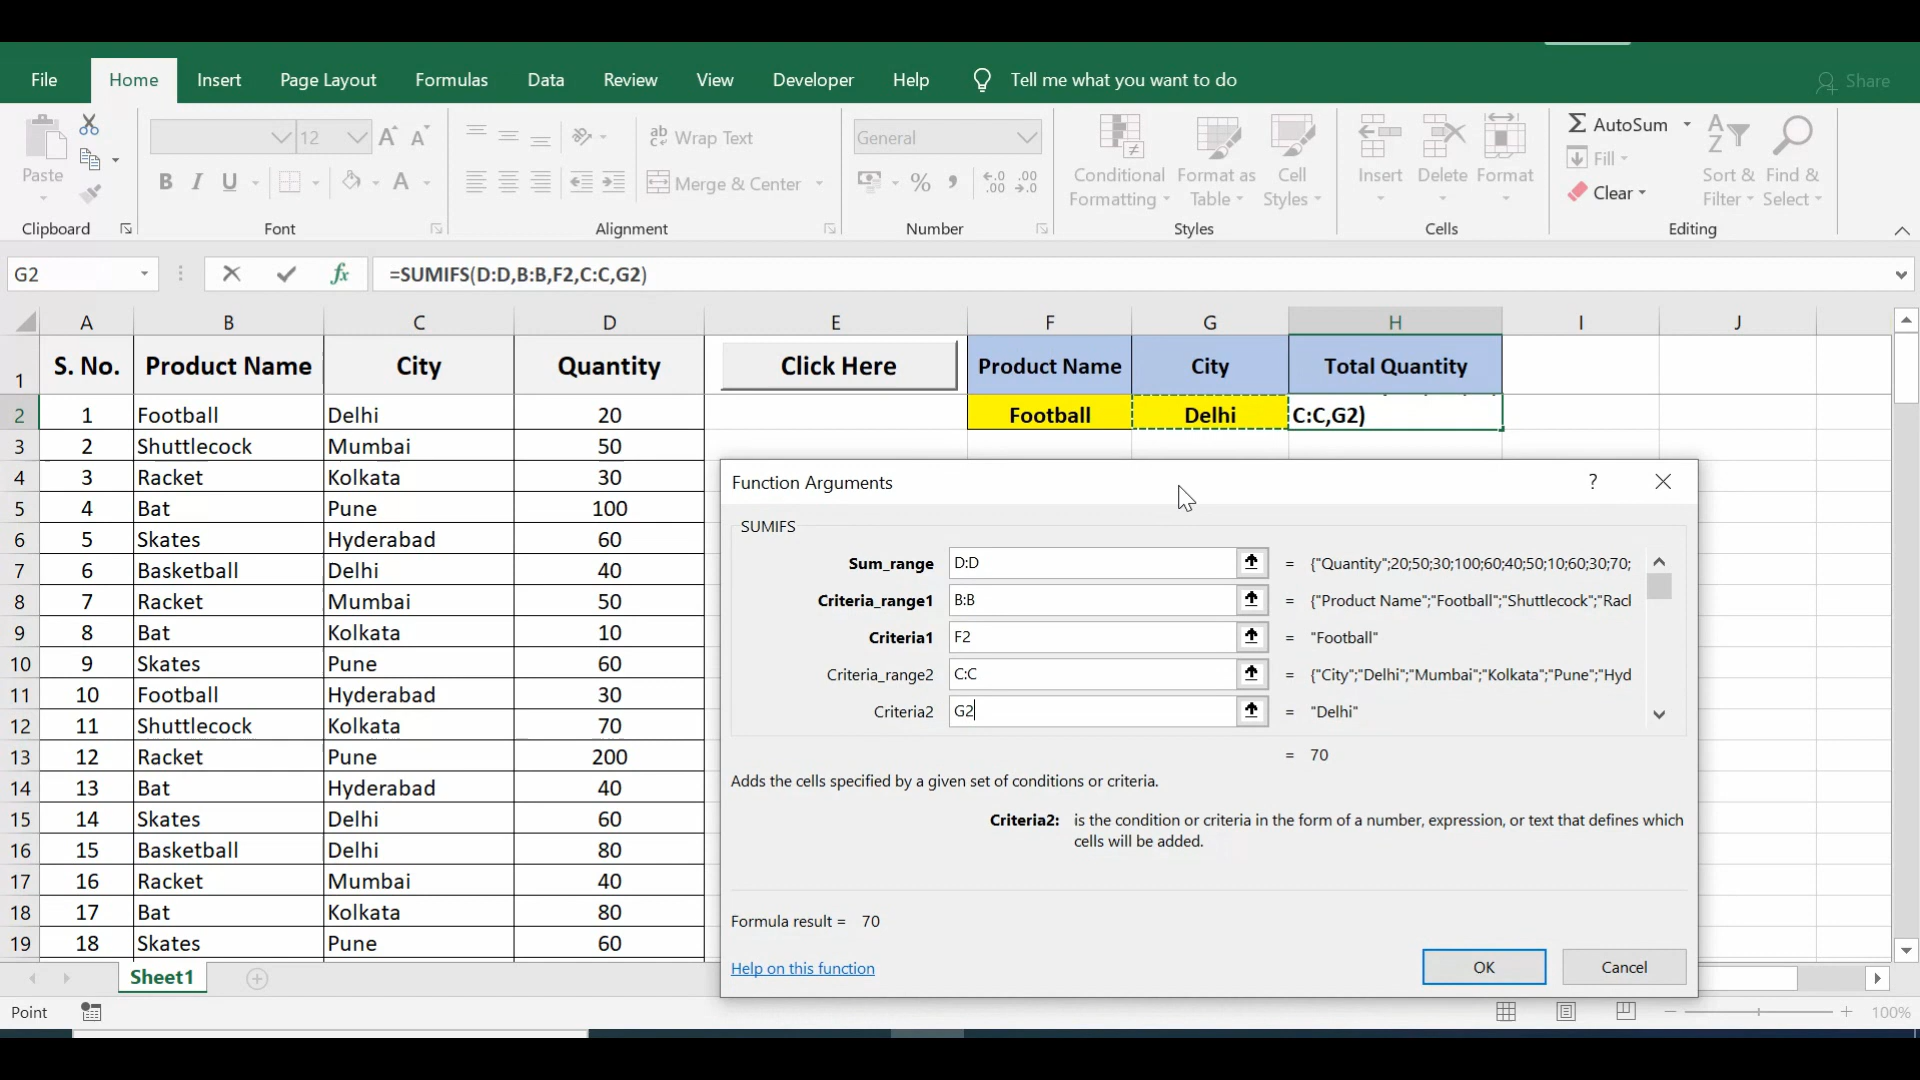 File Home Insert Page Layout Formulas Data Review View Developer Help Tell me what you want to do Share
12
General
ab Wrap Text
AutoSum
Fill
Clear
Paste
B I U
A
Merge & Center
%
Conditional Formatting
Format as Table
Cell Styles
Insert Delete Format
Sort & Filter
Find & Select
Clipboard Font Alignment Number Styles Cells Editing
G2 fx =SUMIFS(D:D,B:B,F2,C:C,G2)
A B C D E F G H I J
1 S. No. Product Name City Quantity Click Here Product Name City Total Quantity
2 1 Football Delhi 20 Football Delhi C:C,G2)
3 2 Shuttlecock Mumbai 50
4 3 Racket Kolkata 30
5 4 Bat Pune 100
6 5 Skates Hyderabad 60
7 6 Basketball Delhi 40
8 7 Racket Mumbai 50
9 8 Bat Kolkata 10
10 9 Skates Pune 60
11 10 Football Hyderabad 30
12 11 Shuttlecock Kolkata 70
13 12 Racket Pune 200
14 13 Bat Hyderabad 40
15 14 Skates Delhi 60
16 15 Basketball Delhi 80
17 16 Racket Mumbai 40
18 17 Bat Kolkata 80
19 18 Skates Pune 60
Function Arguments ?
SUMIFS
Sum_range D:D = {"Quantity";20;50;30;100;60;40;50;10;60;30;70;
Criteria_range1 B:B = {"Product Name";"Football";"Shuttlecock";"Racl
Criteria1 F2 = "Football"
Criteria_range2 C:C = {"City";"Delhi";"Mumbai";"Kolkata";"Pune";"Hyd
Criteria2 G2 = "Delhi"
= 70
Adds the cells specified by a given set of conditions or criteria.
Criteria2: is the condition or criteria in the form of a number, expression, or text that defines which
cells will be added.
Formula result = 70
Help on this function
OK Cancel
Sheet1
Point
100%